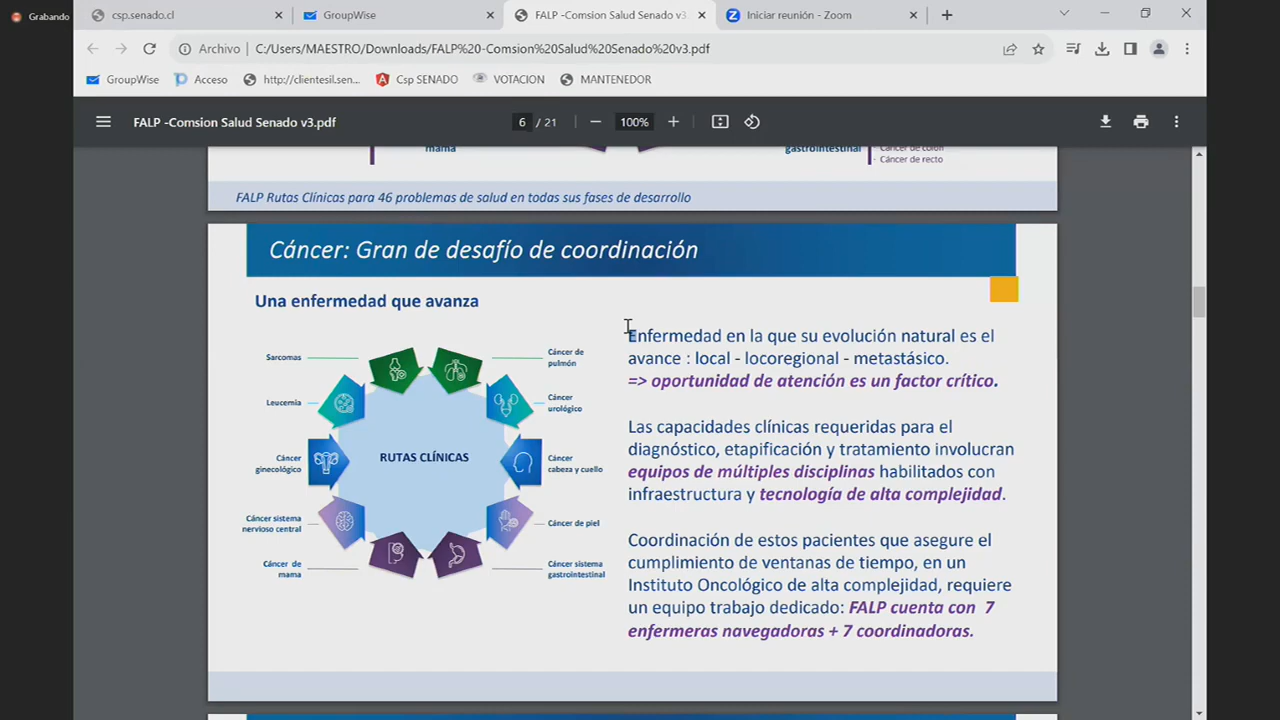 Grabando
csp.senado.cl
GroupWise
FALP -Comsion Salud Senado v3
Iniciar reunión - Zoom
Archivo
C:/Users/MAESTRO/Downloads/FALP%20-Comsion%20Salud%20Senado%20v3.pdf
GroupWise
Acceso
http://clientesil.sen...
Csp SENADO
VOTACION
MANTENEDOR
FALP -Comsion Salud Senado v3.pdf
6 / 21
100%
mama
gastrointestinal
- Cáncer de colon
- Cáncer de recto
FALP Rutas Clínicas para 46 problemas de salud en todas sus fases de desarrollo
Cáncer: Gran de desafío de coordinación
Una enfermedad que avanza
Sarcomas
Leucemia
Cáncer
ginecológico
Cáncer sistema
nervioso central
Cáncer de
mama
RUTAS CLÍNICAS
Cáncer de
pulmón
Cáncer
urológico
Cáncer
cabeza y cuello
Cáncer de piel
Cáncer sistema
gastrointestinal
Enfermedad en la que su evolución natural es el
avance : local - locoregional - metastásico.
=> oportunidad de atención es un factor crítico.
Las capacidades clínicas requeridas para el
diagnóstico, etapificación y tratamiento involucran
equipos de múltiples disciplinas habilitados con
infraestructura y tecnología de alta complejidad.
Coordinación de estos pacientes que asegure el
cumplimiento de ventanas de tiempo, en un
Instituto Oncológico de alta complejidad, requiere
un equipo trabajo dedicado: FALP cuenta con 7
enfermeras navegadoras + 7 coordinadoras.